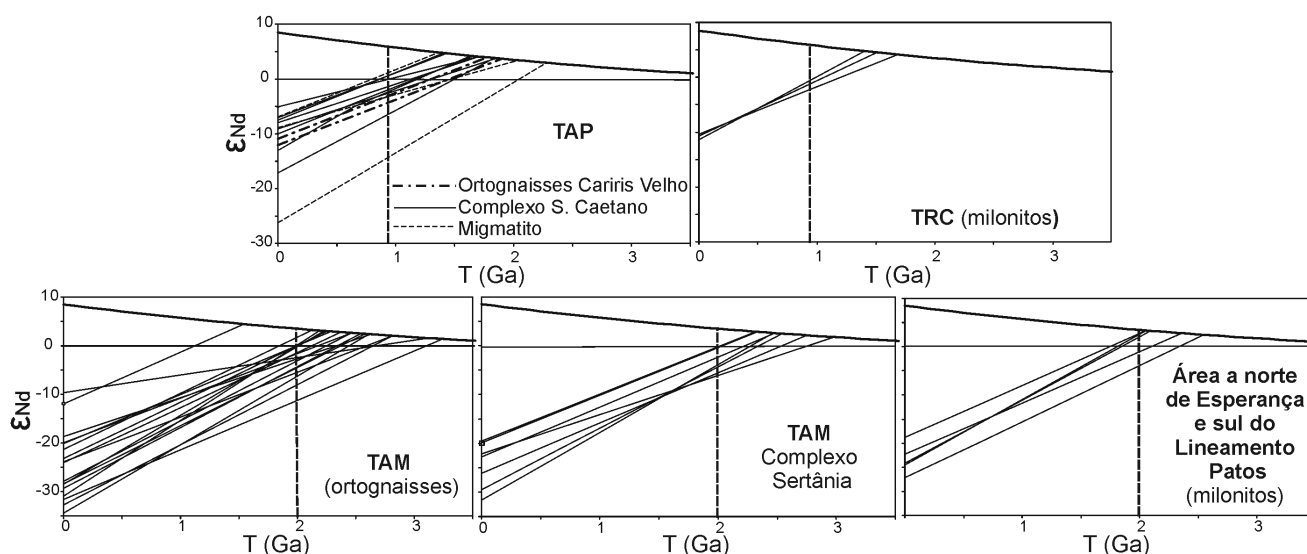 10
0
-10
-20
-30
εNd
TAP
Ortognaisses Cariris Velho
Complexo S. Caetano
Migmatito
0
1
2
3
T (Ga)
TRC (milonitos)
0
1
2
3
T (Ga)
10
0
-10
-20
-30
εNd
TAM
(ortognaisses)
0
1
2
3
T (Ga)
TAM
Complexo
Sertânia
0
1
2
3
T (Ga)
Área a norte
de Esperança
e sul do
Lineamento
Patos
(milonitos)
0
1
2
3
T (Ga)